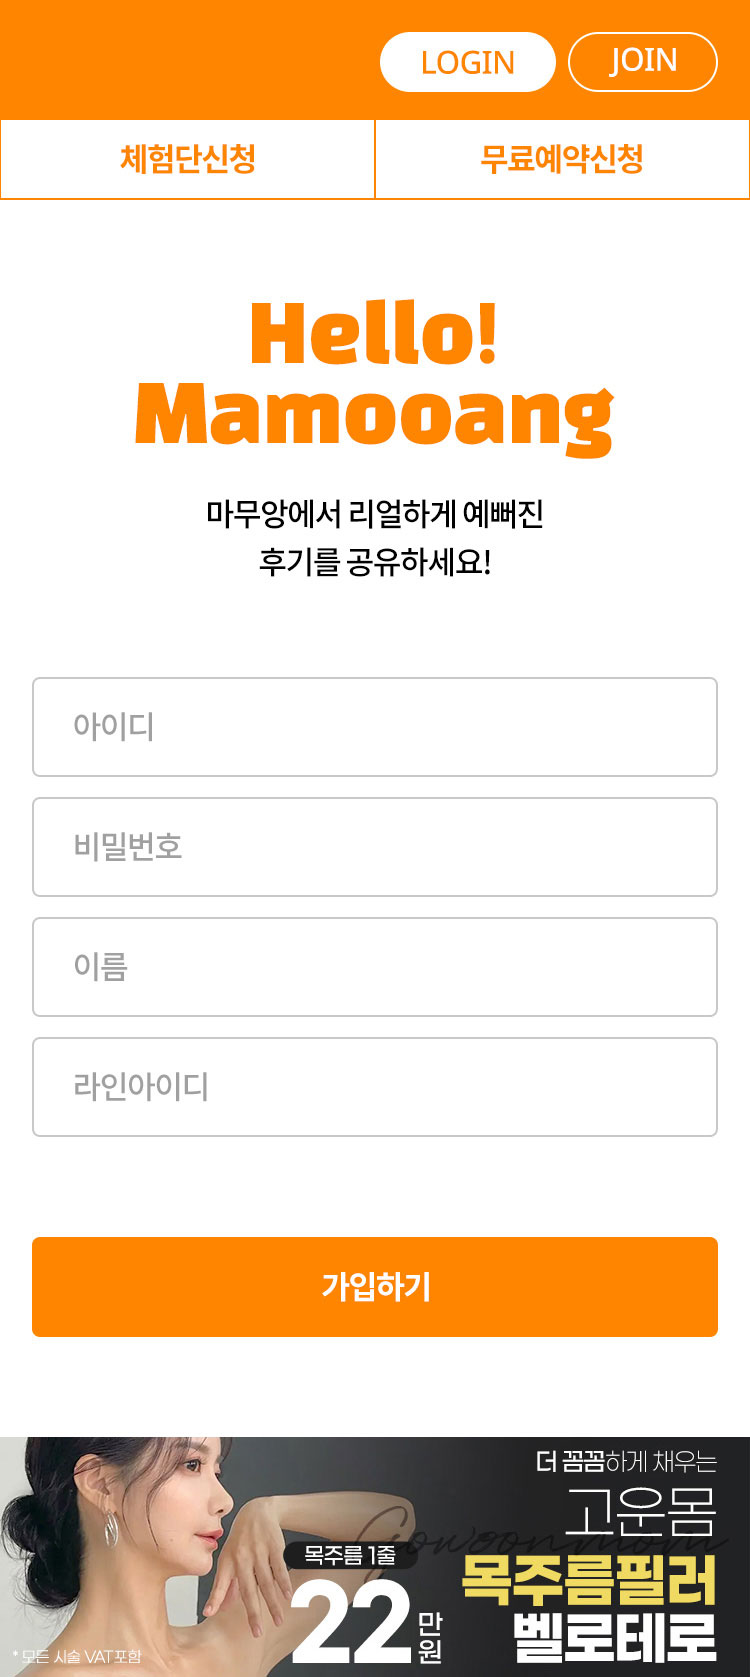 LOGIN
JOIN
체험단신청
무료예약신청
Hello!
Mamooang
마무앙에서 리얼하게 예뻐진
후기를 공유하세요!
아이디
비밀번호
이름
라인아이디
가입하기
더 꼼꼼하게 채우는
고운몸
Gowoonmom
목주름 1줄
22만원
목주름필러
벨로테로
* 모든 시술 VAT포함